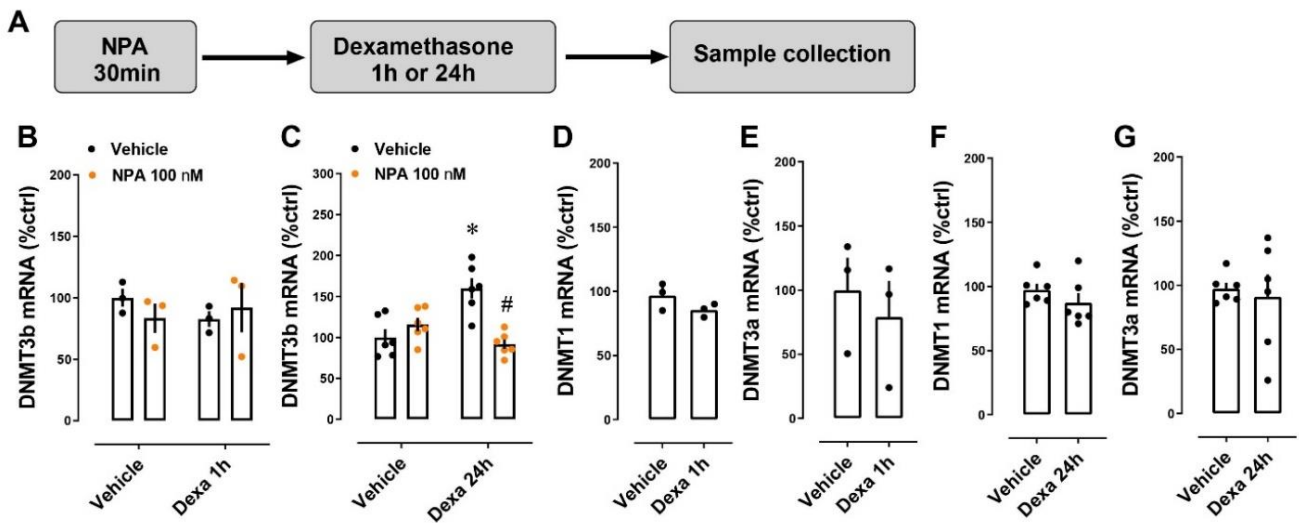 A
NPA
30min
Dexamethasone
1h or 24h
Sample collection
B
Vehicle
NPA 100 nM
DNMT3b mRNA (%ctrl)
200
150
100
50
0
Vehicle
Dexa 1h
C
Vehicle
NPA 100 nM
DNMT3b mRNA (%ctrl)
300
250
200
150
100
50
0
*
#
Vehicle
Dexa 24h
D
DNMT1 mRNA (%ctrl)
200
150
100
50
0
Vehicle
Dexa 1h
E
DNMT3a mRNA (%ctrl)
200
150
100
50
0
Vehicle
Dexa 1h
F
DNMT1 mRNA (%ctrl)
200
150
100
50
0
Vehicle
Dexa 24h
G
DNMT3a mRNA (%ctrl)
200
150
100
50
0
Vehicle
Dexa 24h